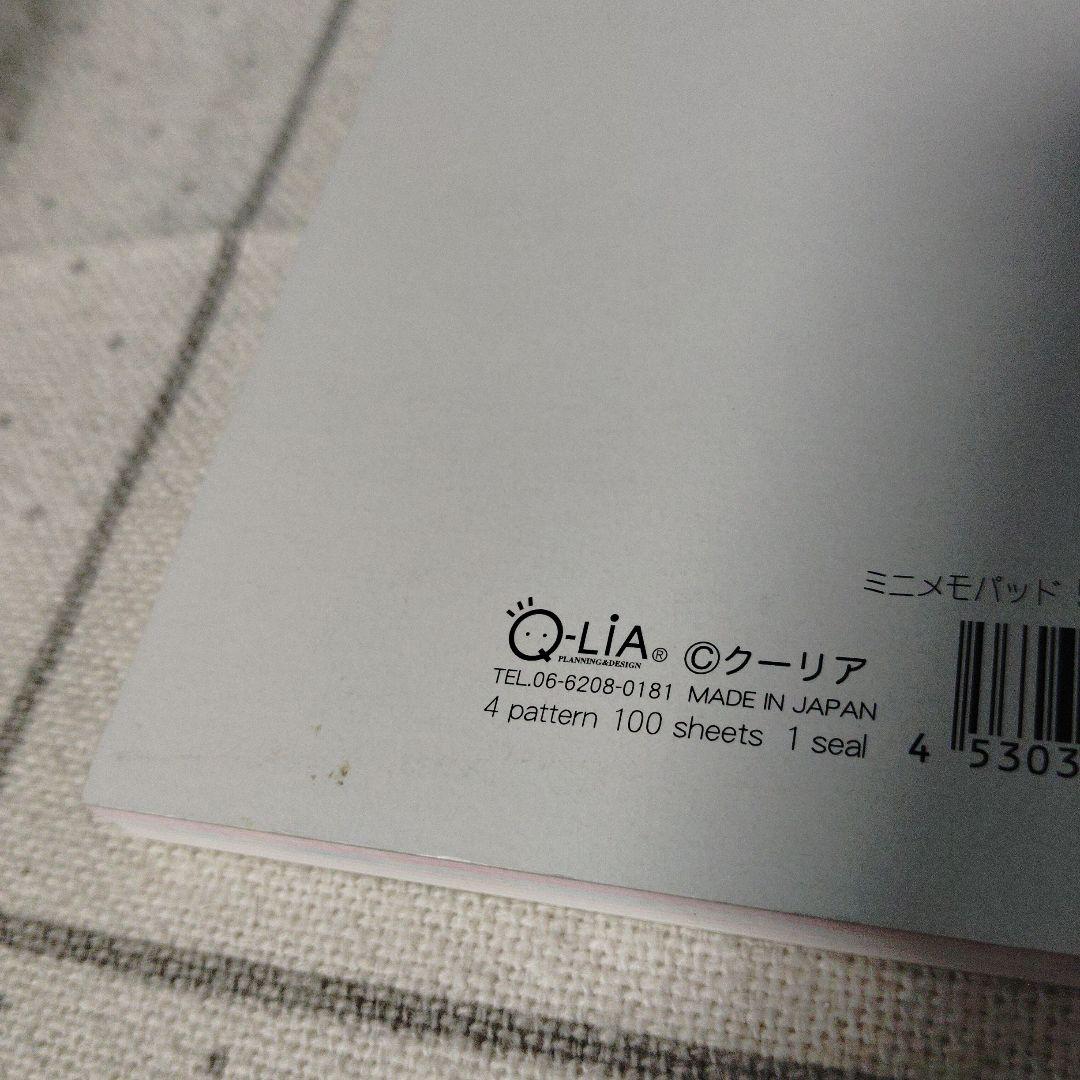 ミニメモパッド
Q-LiA® ©クーリア
PLANNING&DESIGN
TEL.06-6208-0181 MADE IN JAPAN
4 pattern 100 sheets 1 seal
4 5303